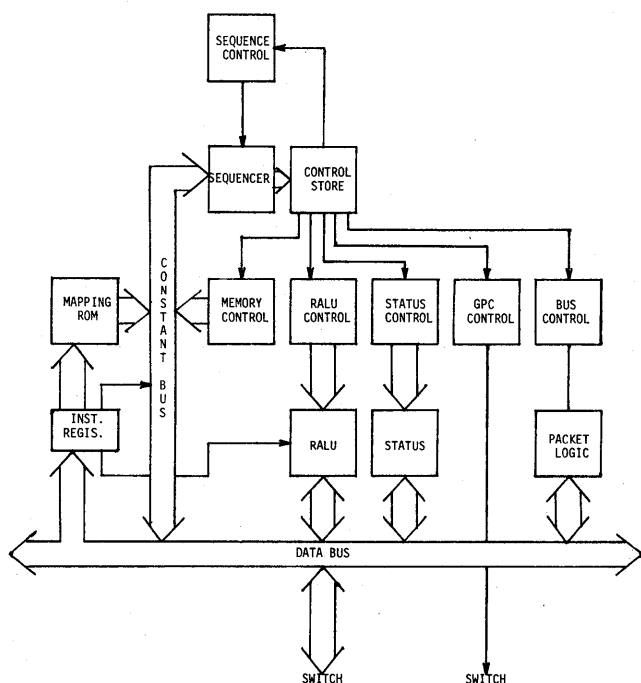 SEQUENCE
CONTROL
SEQUENCER
CONTROL
STORE
CONSTANT BUS
MAPPING
ROM
MEMORY
CONTROL
RALU
CONTROL
STATUS
CONTROL
GPC
CONTROL
BUS
CONTROL
INST.
REGIS.
RALU
STATUS
PACKET
LOGIC
DATA BUS
SWITCH
SWITCH